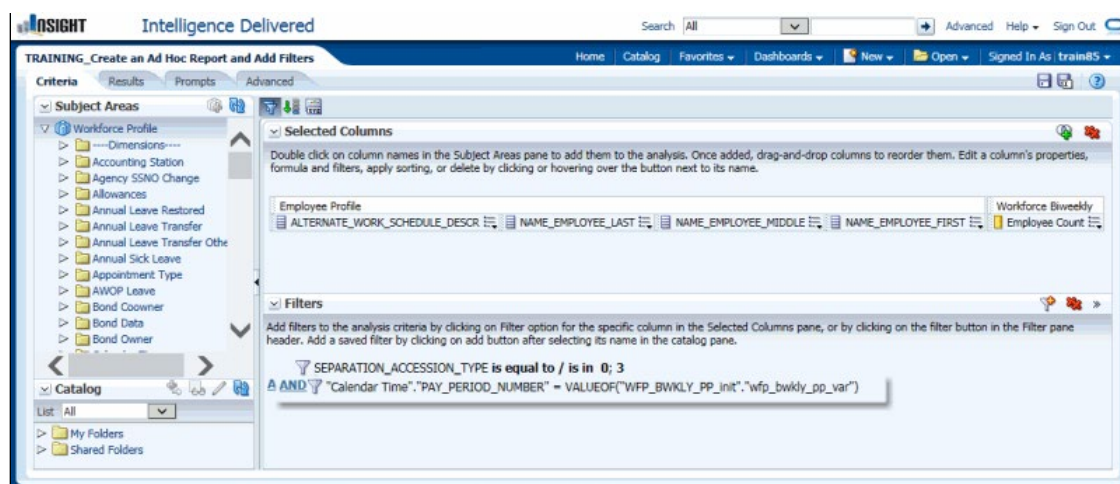 INSIGHT Intelligence Delivered Search All Advanced Help Sign Out
TRAINING_Create an Ad Hoc Report and Add Filters Home Catalog Favorites Dashboards New Open Signed In As train85
Criteria Results Prompts Advanced
Subject Areas
Workforce Profile
----Dimensions----
Accounting Station
Agency SSNO Change
Allowances
Annual Leave Restored
Annual Leave Transfer
Annual Leave Transfer Othe
Annual Sick Leave
Appointment Type
AWOP Leave
Bond Coowner
Bond Data
Bond Owner
Catalog
List All
My Folders
Shared Folders
Selected Columns
Double click on column names in the Subject Areas pane to add them to the analysis. Once added, drag-and-drop columns to reorder them. Edit a column's properties,
formula and filters, apply sorting, or delete by clicking or hovering over the button next to its name.
Employee Profile Workforce Biweekly
ALTERNATE_WORK_SCHEDULE_DESCR NAME_EMPLOYEE_LAST NAME_EMPLOYEE_MIDDLE NAME_EMPLOYEE_FIRST Employee Count
Filters
Add filters to the analysis criteria by clicking on Filter option for the specific column in the Selected Columns pane, or by clicking on the filter button in the Filter pane
header. Add a saved filter by clicking on add button after selecting its name in the catalog pane.
SEPARATION_ACCESSION_TYPE is equal to / is in 0; 3
AND "Calendar Time"."PAY_PERIOD_NUMBER" = VALUEOF("WFP_BWKLY_PP_init"."wfp_bwkly_pp_var")